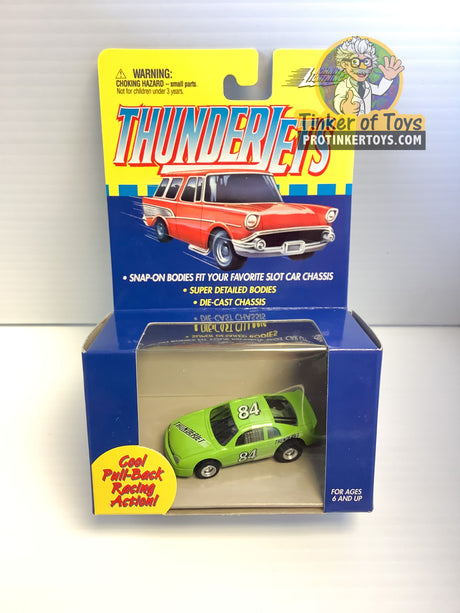 WARNING:
CHOKING HAZARD — small parts.
Not for children under 3 years.
Tinker of Toys
PROTINKERTOYS.COM
THUNDERJETS
• SNAP-ON BODIES FIT YOUR FAVORITE SLOT CAR CHASSIS
• SUPER DETAILED BODIES
• DIE-CAST CHASSIS
84
THUNDERJET
84
Cool
Pull-Back
Racing
Action!
FOR AGES
6 AND UP